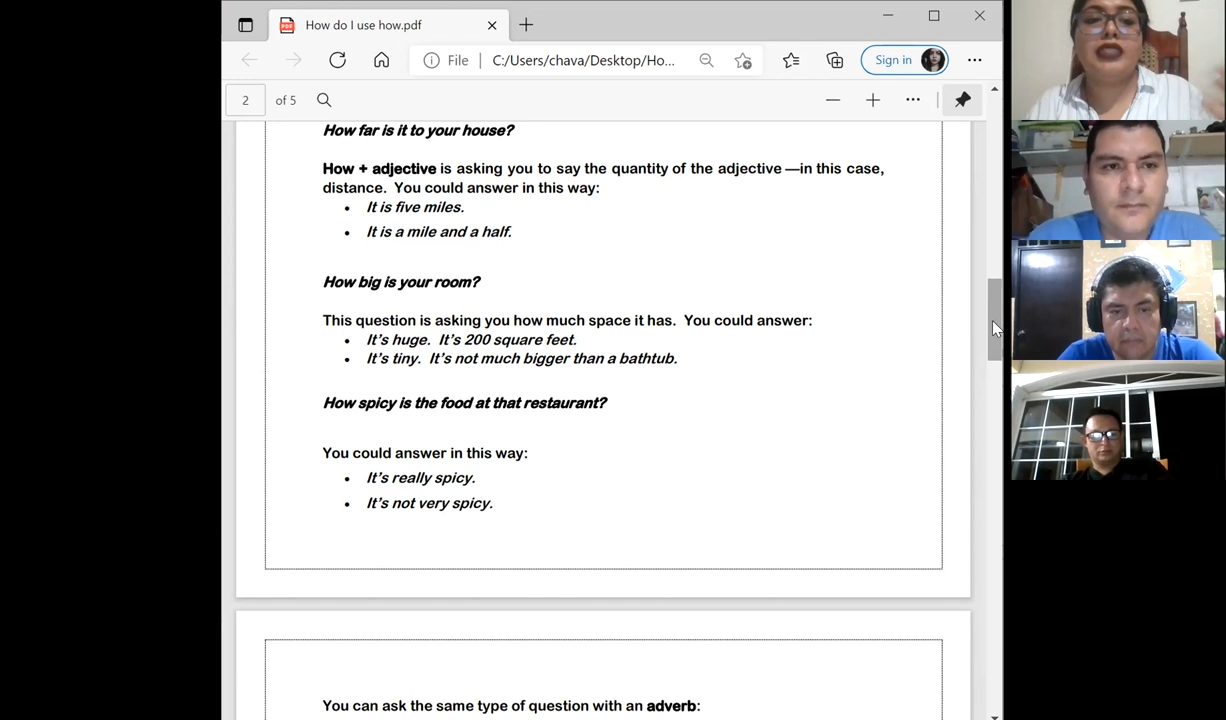 How do I use how.pdf
File C:/Users/chava/Desktop/Ho... Sign in
2 of 5
How far is it to your house?
How + adjective is asking you to say the quantity of the adjective —in this case,
distance. You could answer in this way:
• It is five miles.
• It is a mile and a half.
How big is your room?
This question is asking you how much space it has. You could answer:
• It's huge. It's 200 square feet.
• It's tiny. It's not much bigger than a bathtub.
How spicy is the food at that restaurant?
You could answer in this way:
• It's really spicy.
• It's not very spicy.
You can ask the same type of question with an adverb: